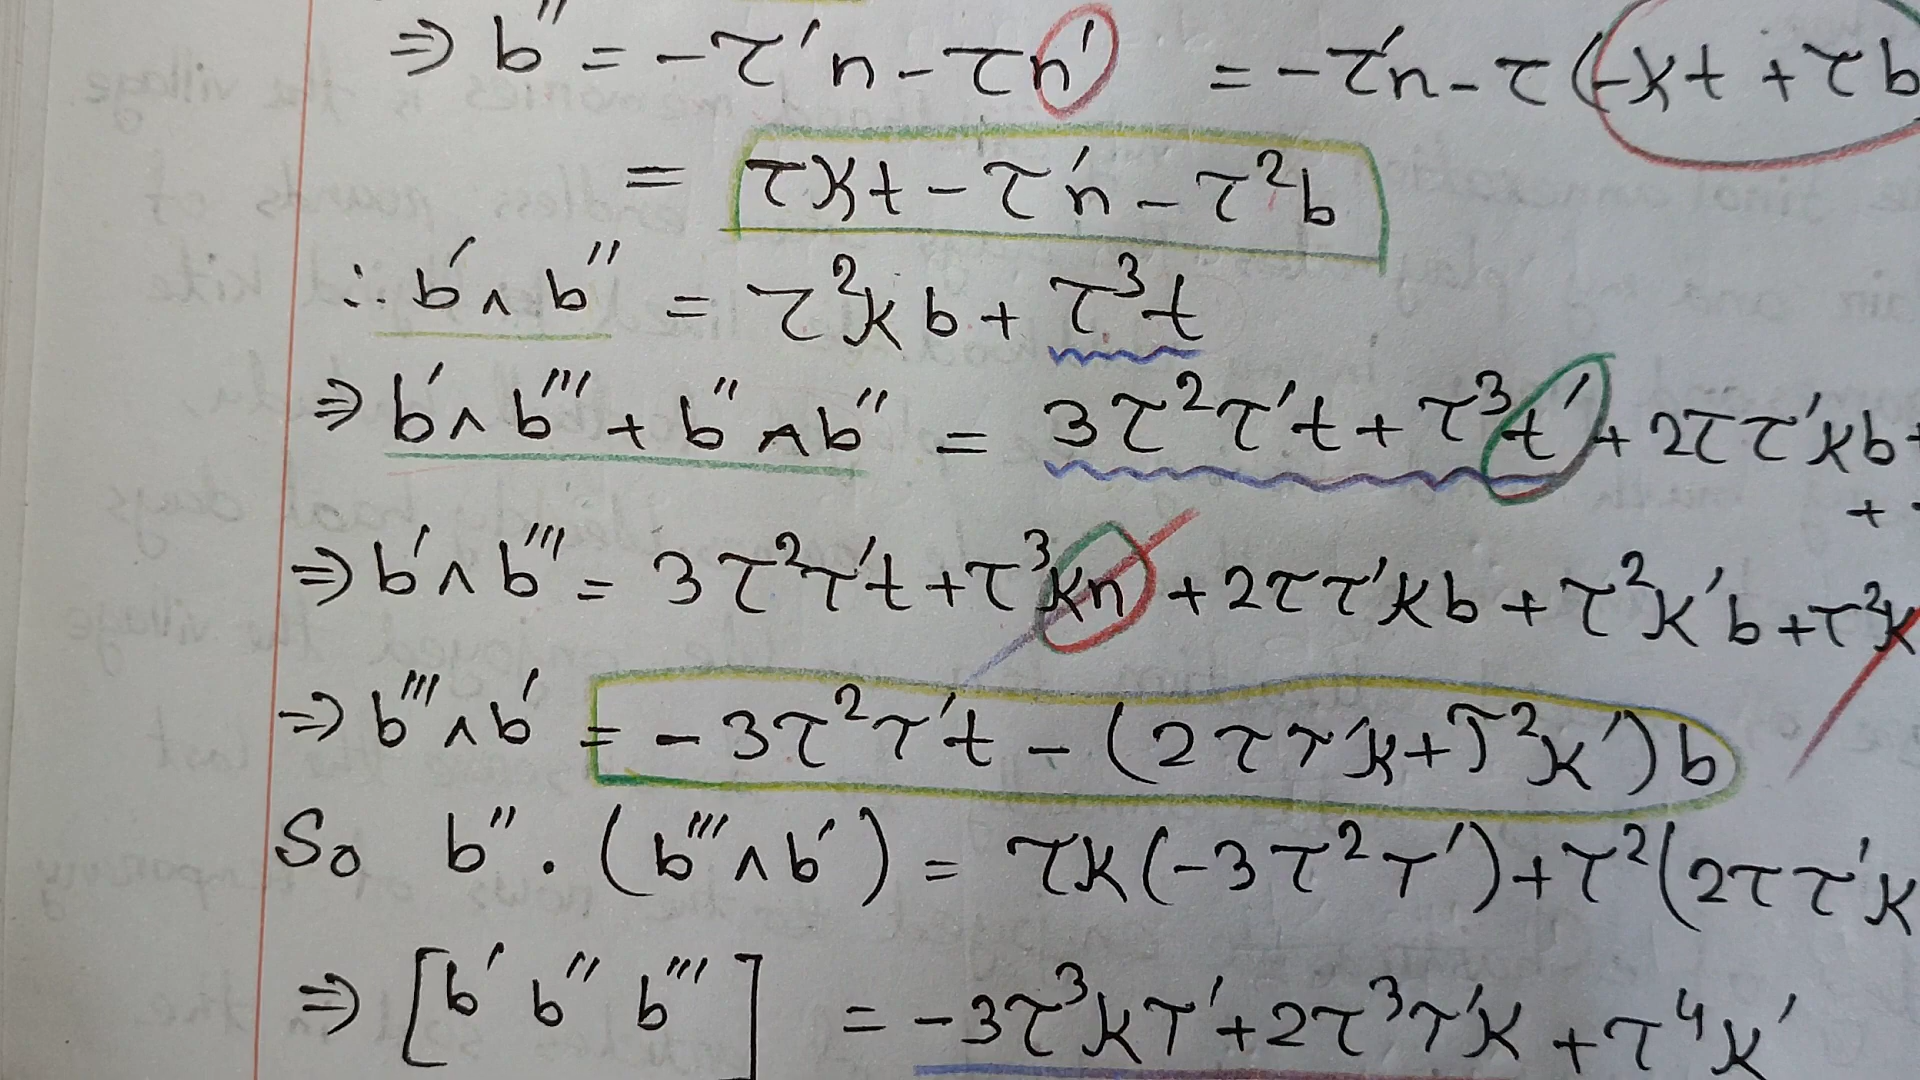 ⇒ b'' = -τ'n - τn' = -τ'n - τ(-κt + τb
= τκt - τ'n - τ²b
∴ b' ∧ b'' = τ²κb + τ³t
⇒ b' ∧ b''' + b'' ∧ b'' = 3τ²τ't + τ³t' + 2ττ'κb +
+
⇒ b' ∧ b''' = 3τ²τ't + τ³κn + 2ττ'κb + τ²κ'b + τ²κ
⇒ b''' ∧ b' = -3τ²τ't - (2ττ'κ + τ²κ')b
So b'' · (b''' ∧ b') = τκ(-3τ²τ') + τ²(2ττ'κ
⇒ [b' b'' b'''] = -3τ³κτ' + 2τ³τ'κ + τ⁴κ'